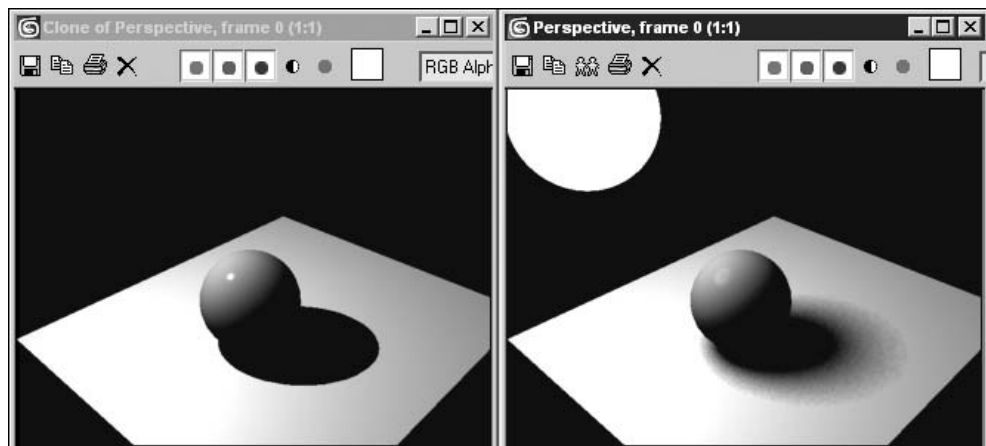 Clone of Perspective, frame 0 (1:1)
RGB Alph
Perspective, frame 0 (1:1)